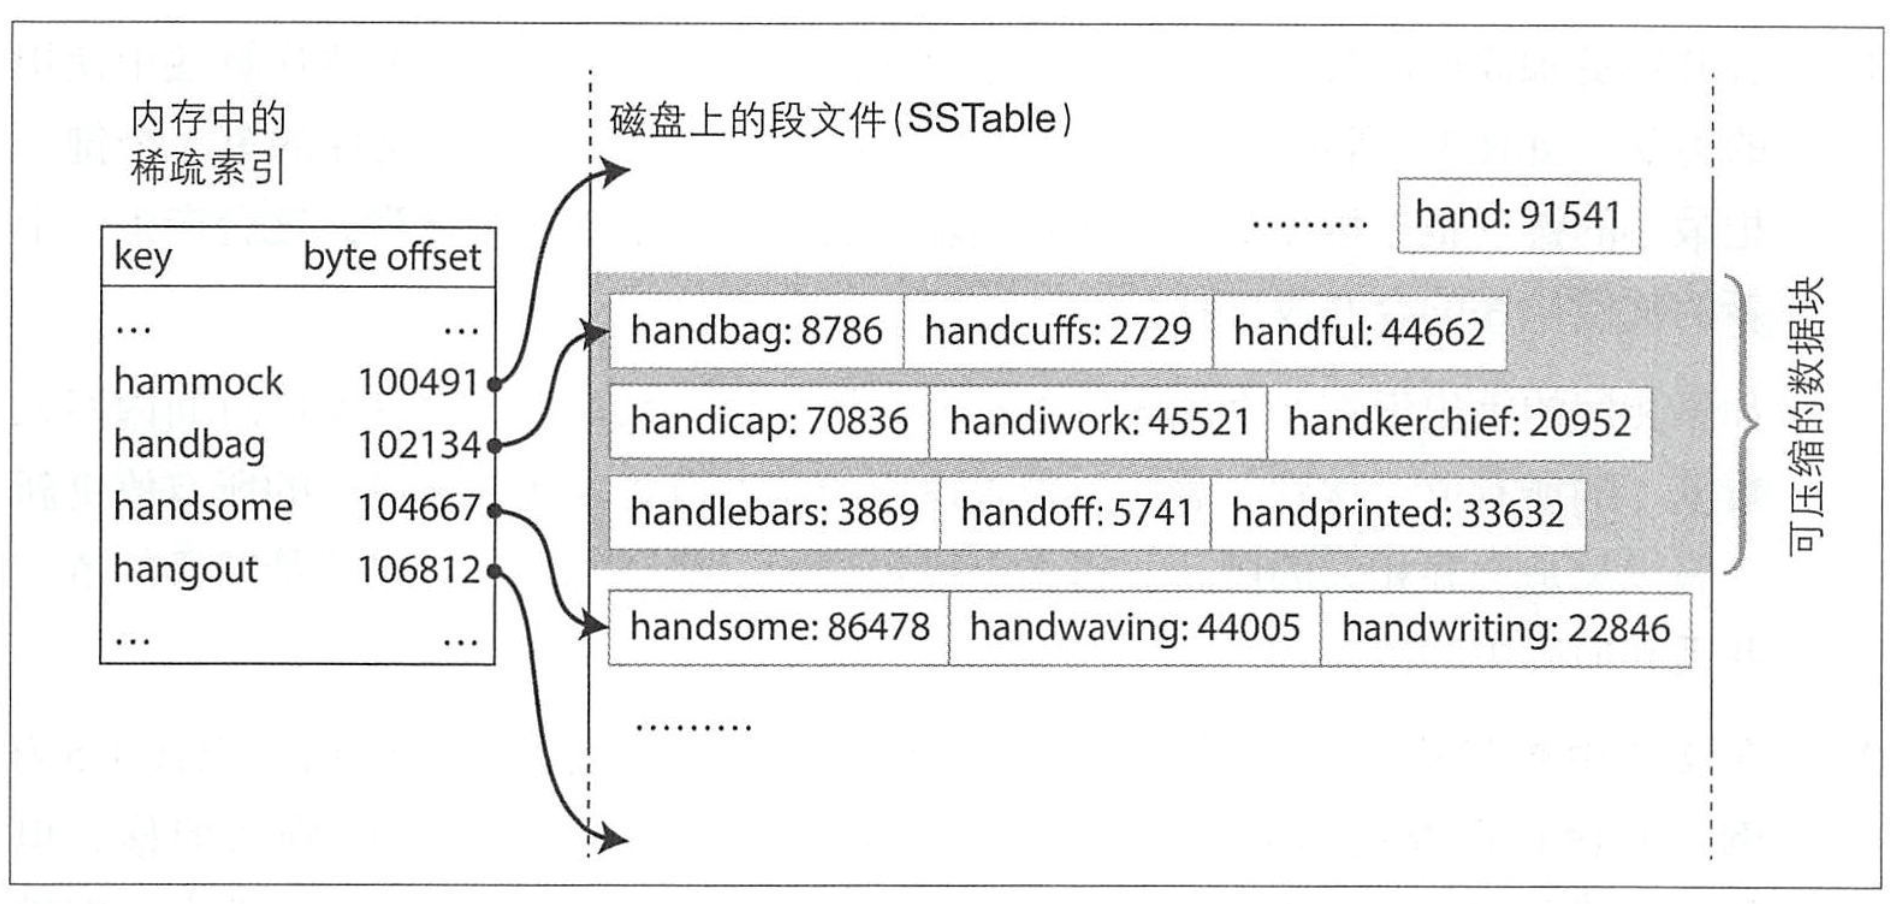 内存中的
稀疏索引
key byte offset
... ...
hammock 100491
handbag 102134
handsome 104667
hangout 106812
... ...
磁盘上的段文件(SSTable)
......... hand: 91541
handbag: 8786 handcuffs: 2729 handful: 44662
handicap: 70836 handiwork: 45521 handkerchief: 20952
handlebars: 3869 handoff: 5741 handprinted: 33632
handsome: 86478 handwaving: 44005 handwriting: 22846
.........
可压缩的数据块